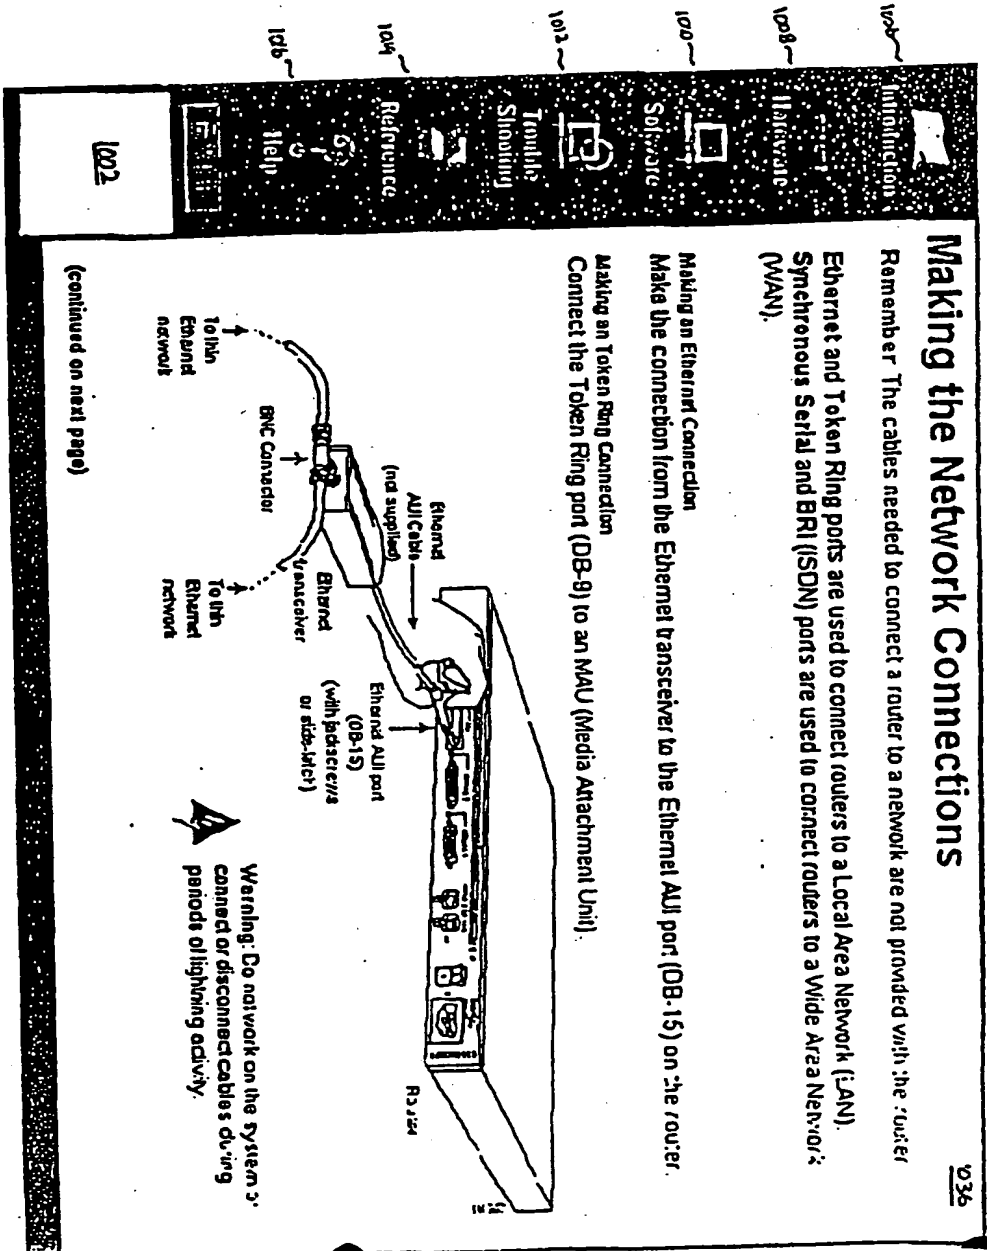 1006
1008
1010
1012
1014
1016
Introduction
Hardware
Software
Trouble
Shooting
Reference
Help
1002
1036
Making the Network Connections
Remember The cables needed to connect a router to a network are not provided with the router
Ethernet and Token Ring ports are used to connect routers to a Local Area Network (LAN).
Synchronous Serial and BRI (ISDN) ports are used to connect routers to a Wide Area Network
(WAN).
Making an Ethernet Connection
Make the connection from the Ethernet transceiver to the Ethernet AUI port (DB-15) on the router.
Making an Token Ring Connection
Connect the Token Ring port (DB-9) to an MAU (Media Attachment Unit).
Ethernet
AUI Cable
(not supplied)
Ethernet AUI port
(DB-15)
(with jackscrews
or slide-latch)
Router
Ethernet
transceiver
BNC Connector
To thin
Ethernet
network
To thin
Ethernet
network
Warning: Do not work on the system or
connect or disconnect cables during
periods of lightning activity.
(continued on next page)